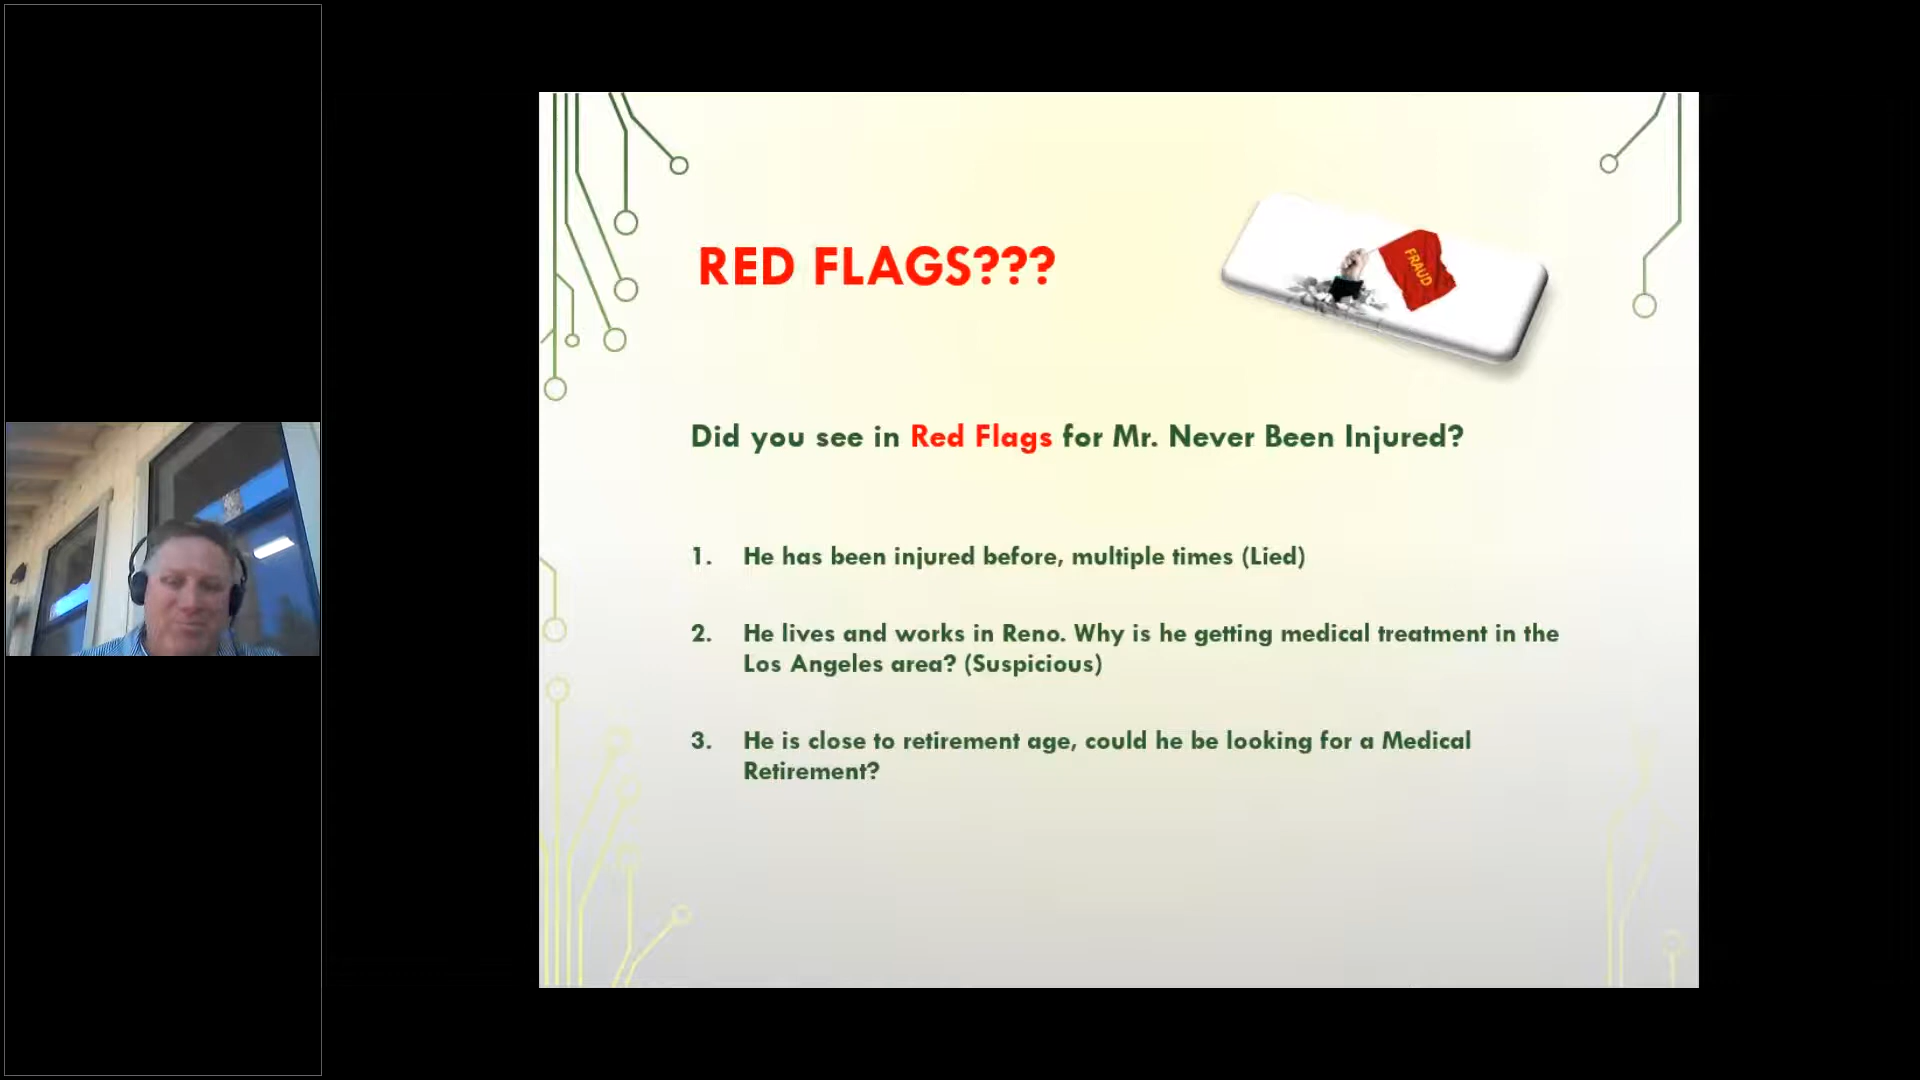 RED FLAGS???
FRAUD
Did you see in Red Flags for Mr. Never Been Injured?
1. He has been injured before, multiple times (Lied)
2. He lives and works in Reno. Why is he getting medical treatment in the
Los Angeles area? (Suspicious)
3. He is close to retirement age, could he be looking for a Medical
Retirement?